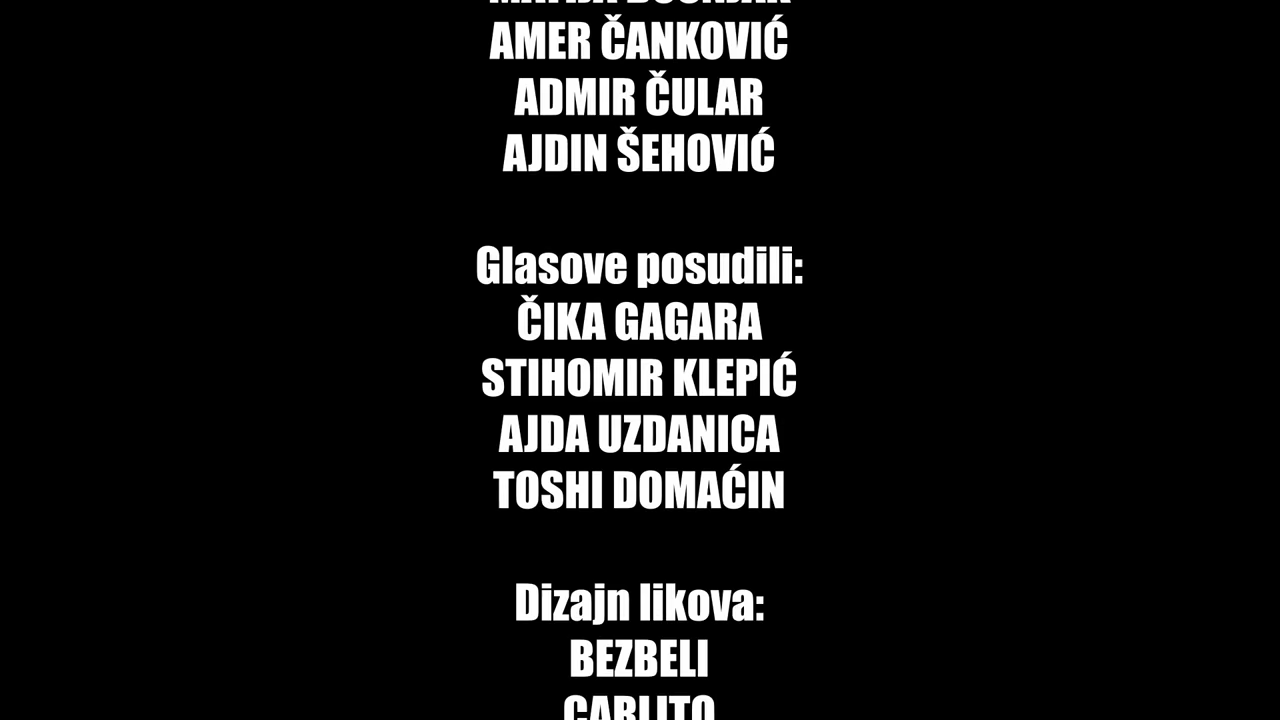 AMER ČANKOVIĆ
ADMIR ČULAR
AJDIN ŠEHOVIĆ
Glasove posudili:
ČIKA GAGARA
STIHOMIR KLEPIĆ
AJDA UZDANICA
TOSHI DOMAĆIN
Dizajn likova:
BEZBELI
CARLITO